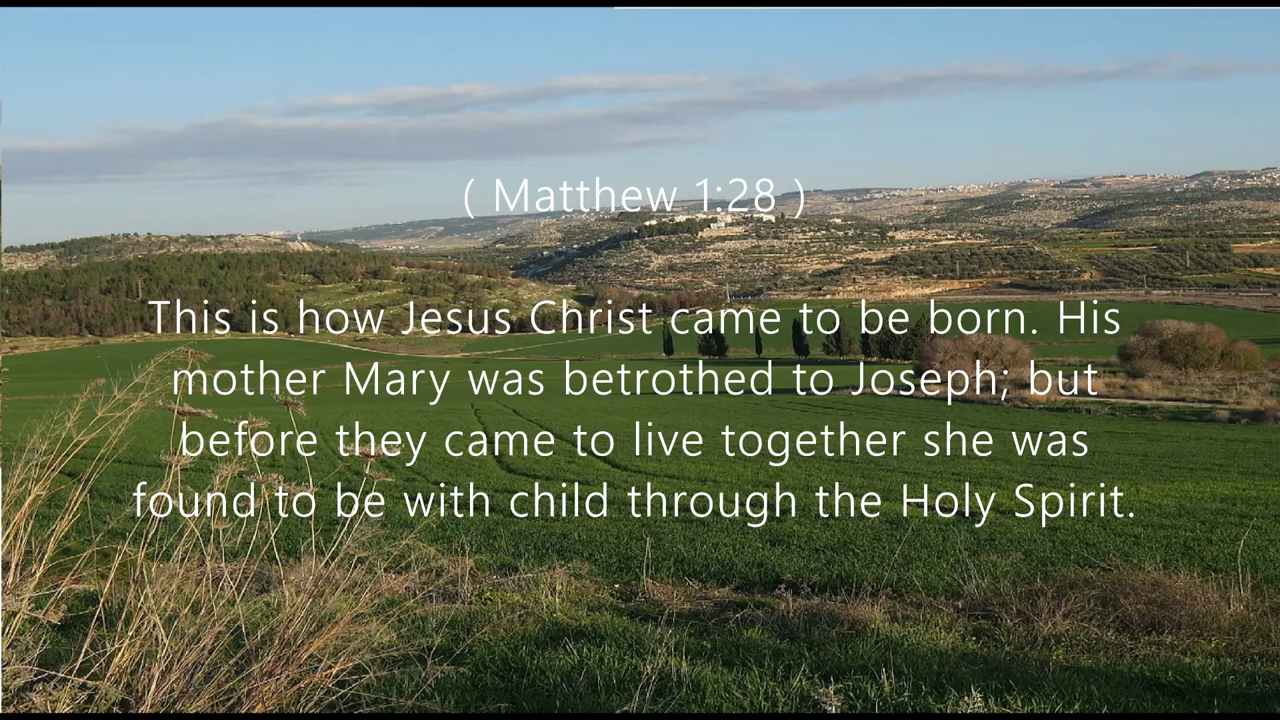 ( Matthew 1:28 )
This is how Jesus Christ came to be born. His
mother Mary was betrothed to Joseph; but
before they came to live together she was
found to be with child through the Holy Spirit.